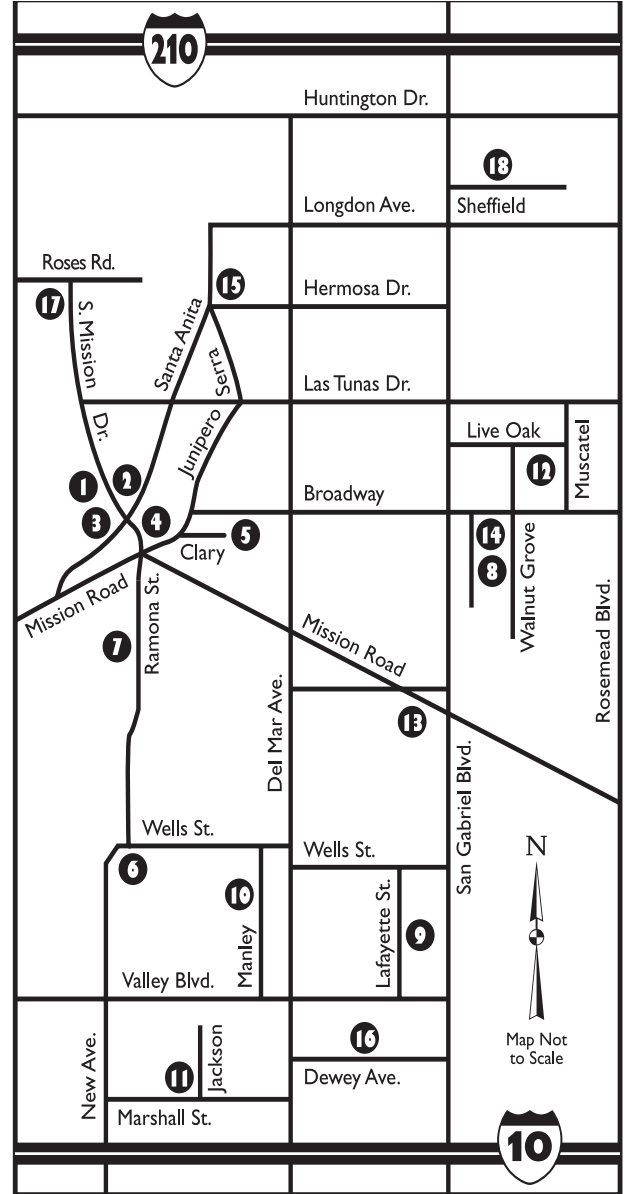 210
Huntington Dr.
18
Longdon Ave.
Sheffield
Roses Rd.
17
S. Mission
Dr.
15
Hermosa Dr.
Santa Anita
Serra
Junipero
Las Tunas Dr.
Live Oak
Muscatel
12
1
2
3
4
Broadway
5
Clary
14
8
Walnut Grove
Mission Road
Ramona St.
7
Mission Road
Rosemead Blvd.
Del Mar Ave.
13
San Gabriel Blvd.
Wells St.
6
Wells St.
10
Manley
Lafayette St.
9
N
Valley Blvd.
New Ave.
11
Jackson
16
Dewey Ave.
Map Not
to Scale
Marshall St.
10